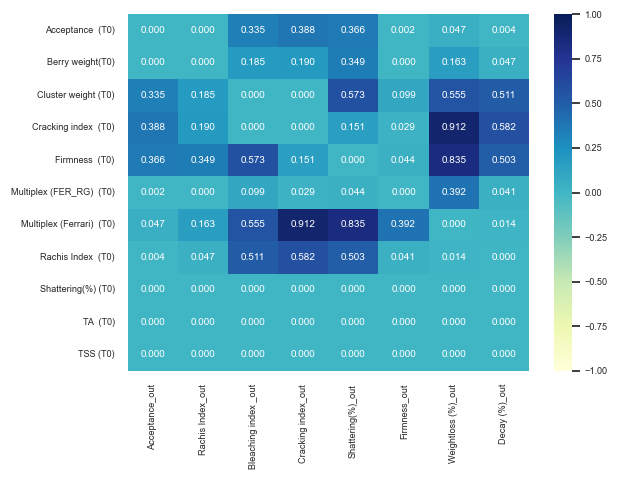 Acceptance (T0) 0.000 0.000 0.335 0.388 0.366 0.002 0.047 0.004
Berry weight(T0) 0.000 0.000 0.185 0.190 0.349 0.000 0.163 0.047
Cluster weight (T0) 0.335 0.185 0.000 0.000 0.573 0.099 0.555 0.511
Cracking index (T0) 0.388 0.190 0.000 0.000 0.151 0.029 0.912 0.582
Firmness (T0) 0.366 0.349 0.573 0.151 0.000 0.044 0.835 0.503
Multiplex (FER_RG) (T0) 0.002 0.000 0.099 0.029 0.044 0.000 0.392 0.041
Multiplex (Ferrari) (T0) 0.047 0.163 0.555 0.912 0.835 0.392 0.000 0.014
Rachis Index (T0) 0.004 0.047 0.511 0.582 0.503 0.041 0.014 0.000
Shattering(%) (T0) 0.000 0.000 0.000 0.000 0.000 0.000 0.000 0.000
TA (T0) 0.000 0.000 0.000 0.000 0.000 0.000 0.000 0.000
TSS (T0) 0.000 0.000 0.000 0.000 0.000 0.000 0.000 0.000
Acceptance_out
Rachis Index_out
Bleaching index _out
Cracking index_out
Shattering(%)_out
Firmness_out
Weightloss (%)_out
Decay (%)_out
1.00
0.75
0.50
0.25
0.00
−0.25
−0.50
−0.75
−1.00